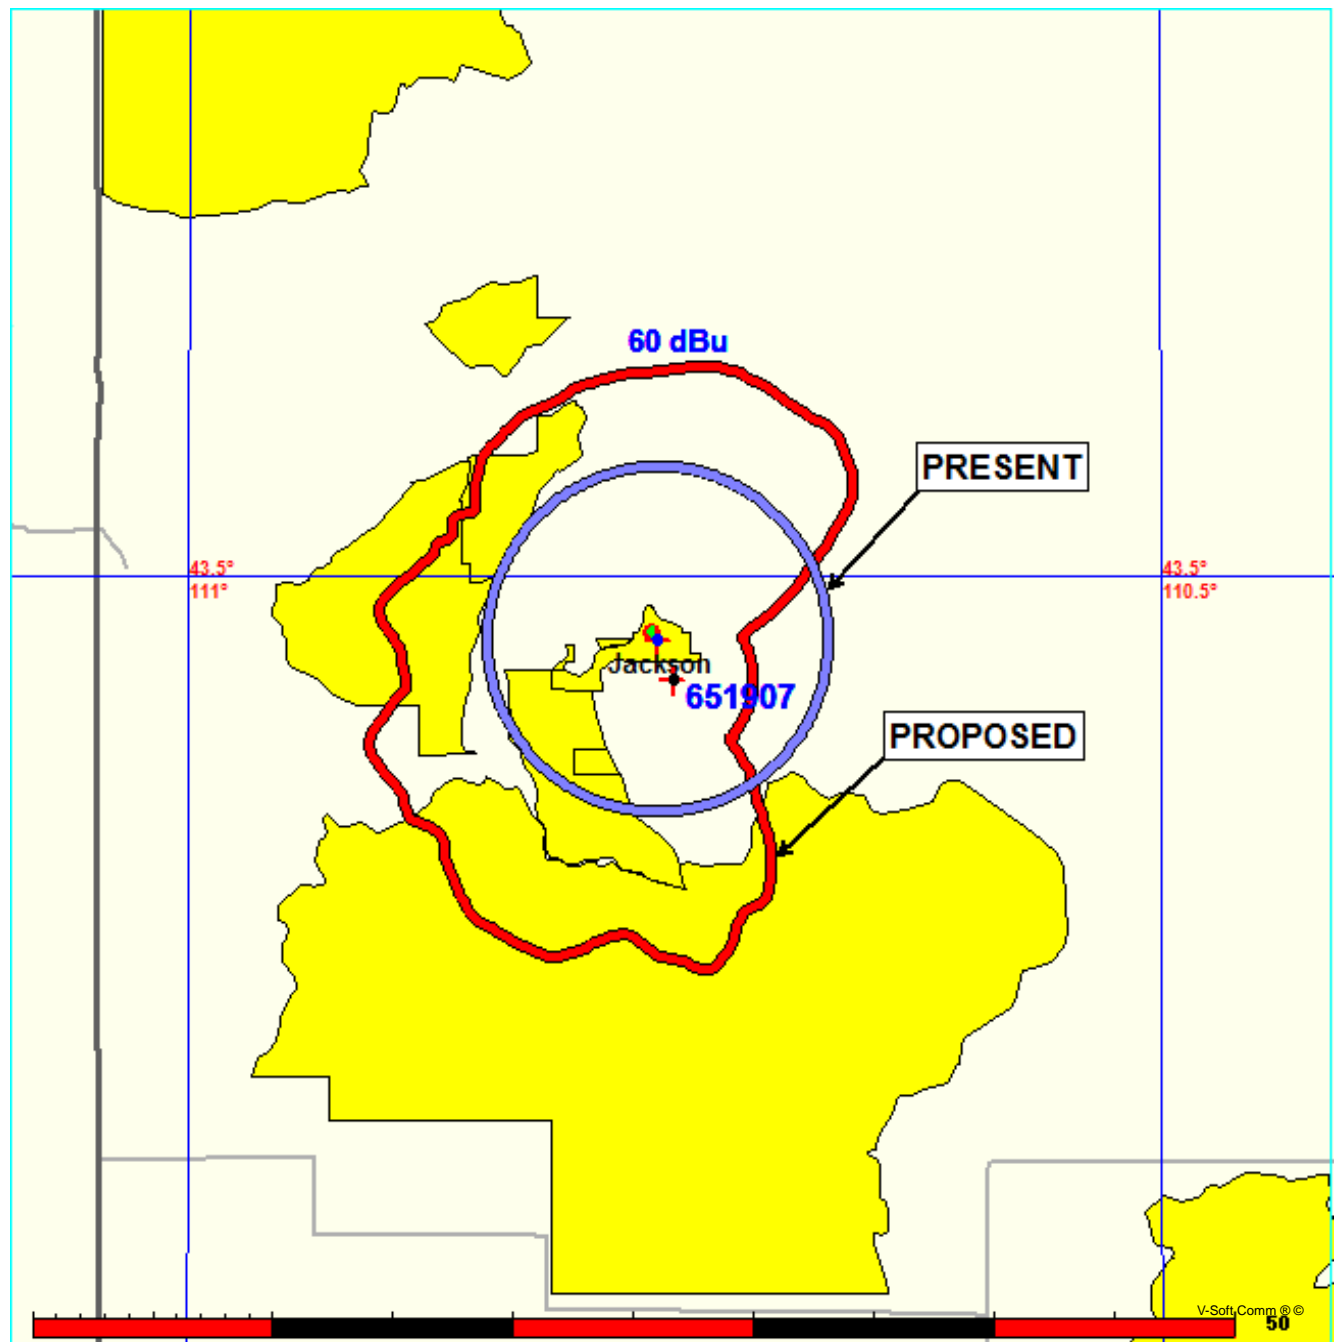 60 dBu
PRESENT
43.5°
111°
43.5°
110.5°
Jackson
651907
PROPOSED
V-Soft Comm ® ©
50